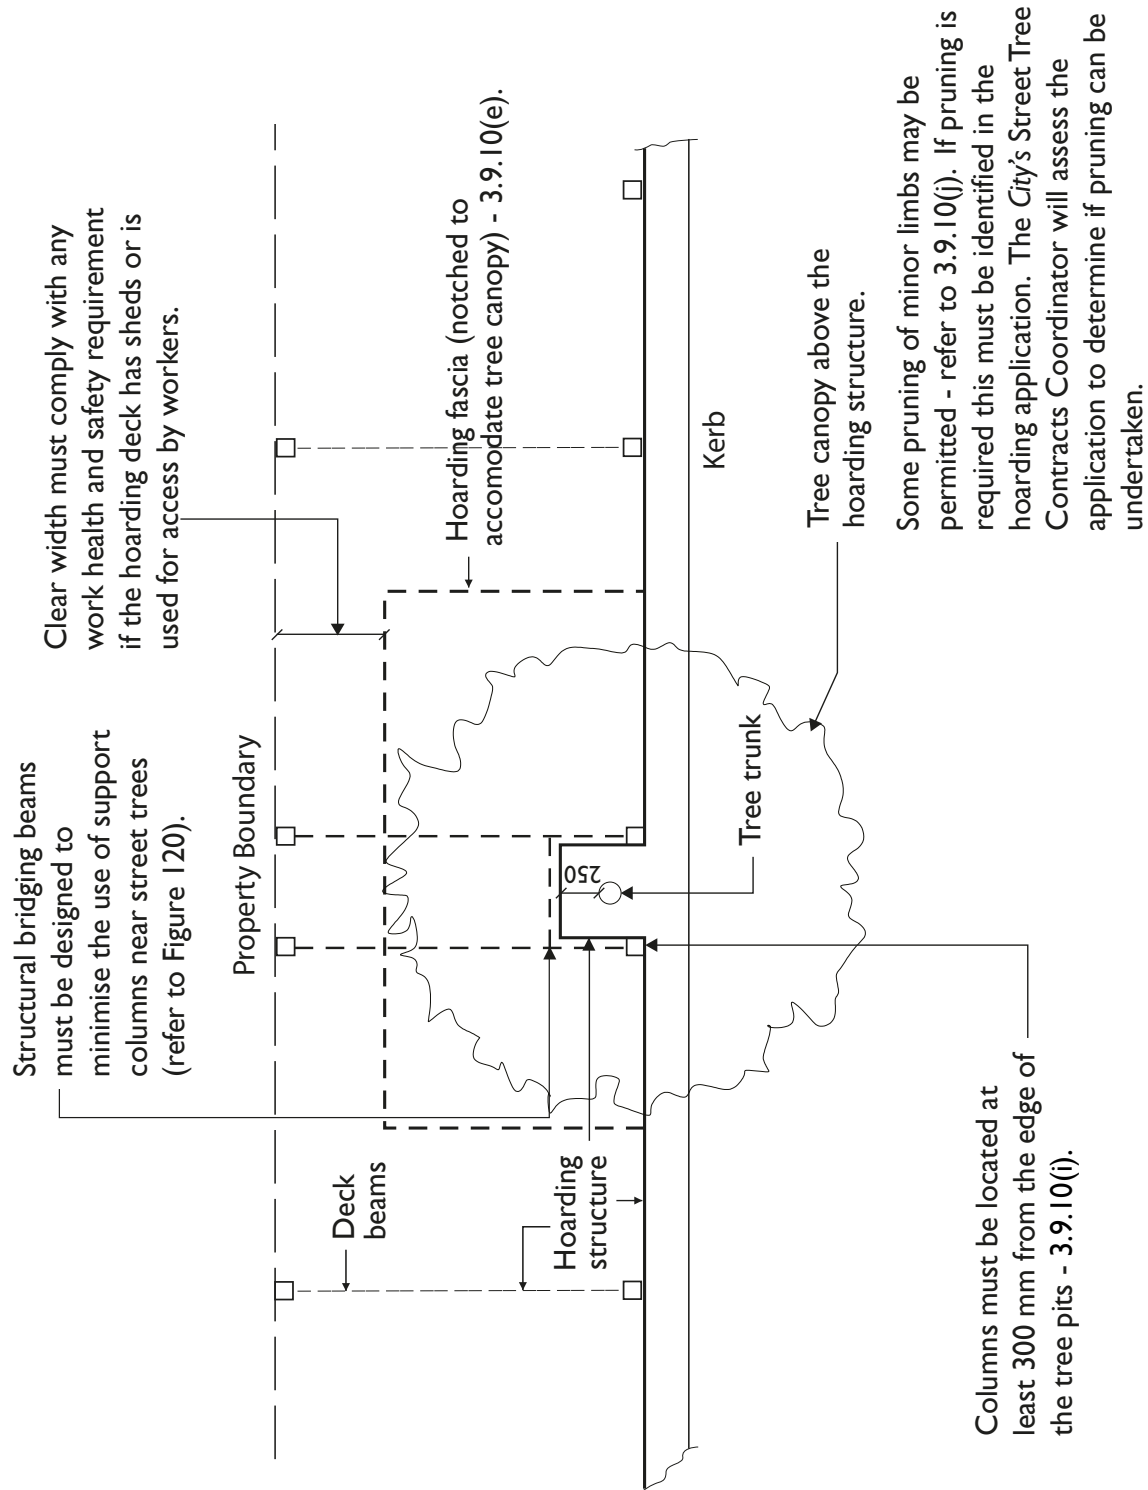 Structural bridging beams
must be designed to
minimise the use of support
columns near street trees
(refer to Figure 120).
Clear width must comply with any
work health and safety requirement
if the hoarding deck has sheds or is
used for access by workers.
Property Boundary
Deck
beams
Hoarding fascia (notched to
accomodate tree canopy) - 3.9.10(e).
250
Hoarding
structure
Kerb
Tree trunk
Tree canopy above the
hoarding structure.
Columns must be located at
least 300 mm from the edge of
the tree pits - 3.9.10(i).
Some pruning of minor limbs may be
permitted - refer to 3.9.10(j). If pruning is
required this must be identified in the
hoarding application. The City's Street Tree
Contracts Coordinator will assess the
application to determine if pruning can be
undertaken.